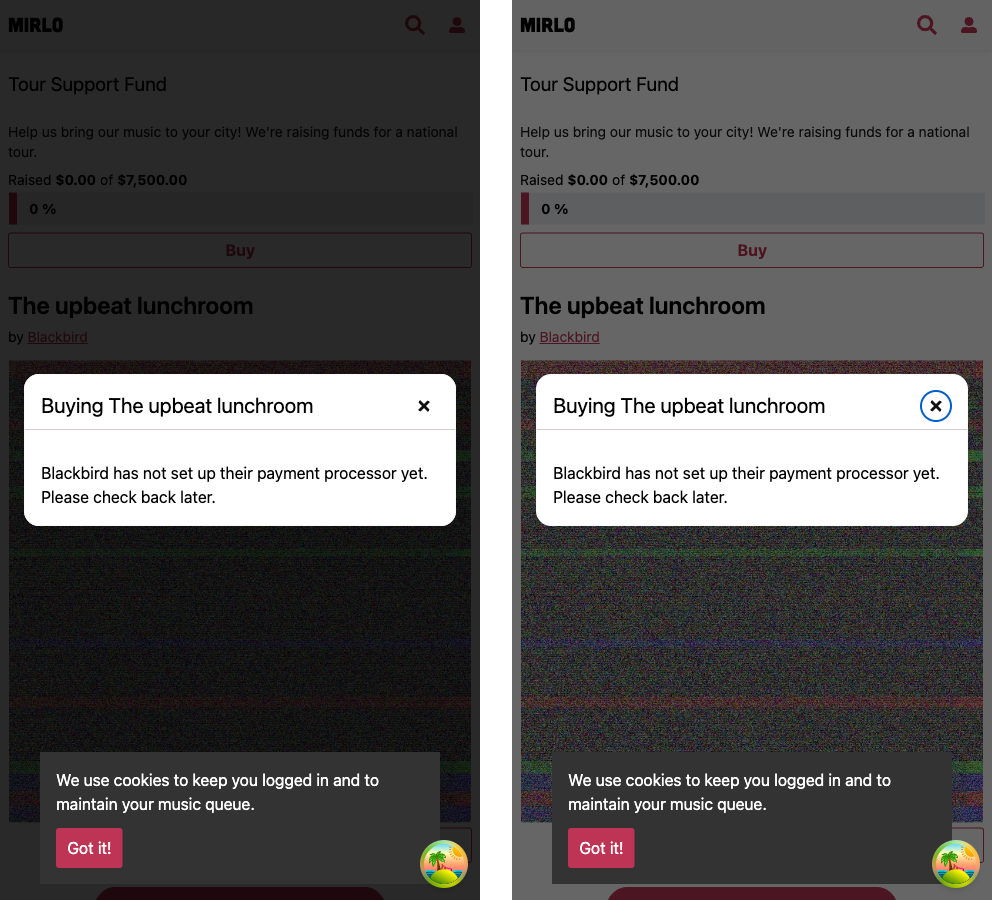 MIRLO
Tour Support Fund
Help us bring our music to your city! We're raising funds for a national
tour.
Raised $0.00 of $7,500.00
0 %
Buy
The upbeat lunchroom
by Blackbird
Buying The upbeat lunchroom
Blackbird has not set up their payment processor yet.
Please check back later.
We use cookies to keep you logged in and to
maintain your music queue.
Got it!
MIRLO
Tour Support Fund
Help us bring our music to your city! We're raising funds for a national
tour.
Raised $0.00 of $7,500.00
0 %
Buy
The upbeat lunchroom
by Blackbird
Buying The upbeat lunchroom
Blackbird has not set up their payment processor yet.
Please check back later.
We use cookies to keep you logged in and to
maintain your music queue.
Got it!